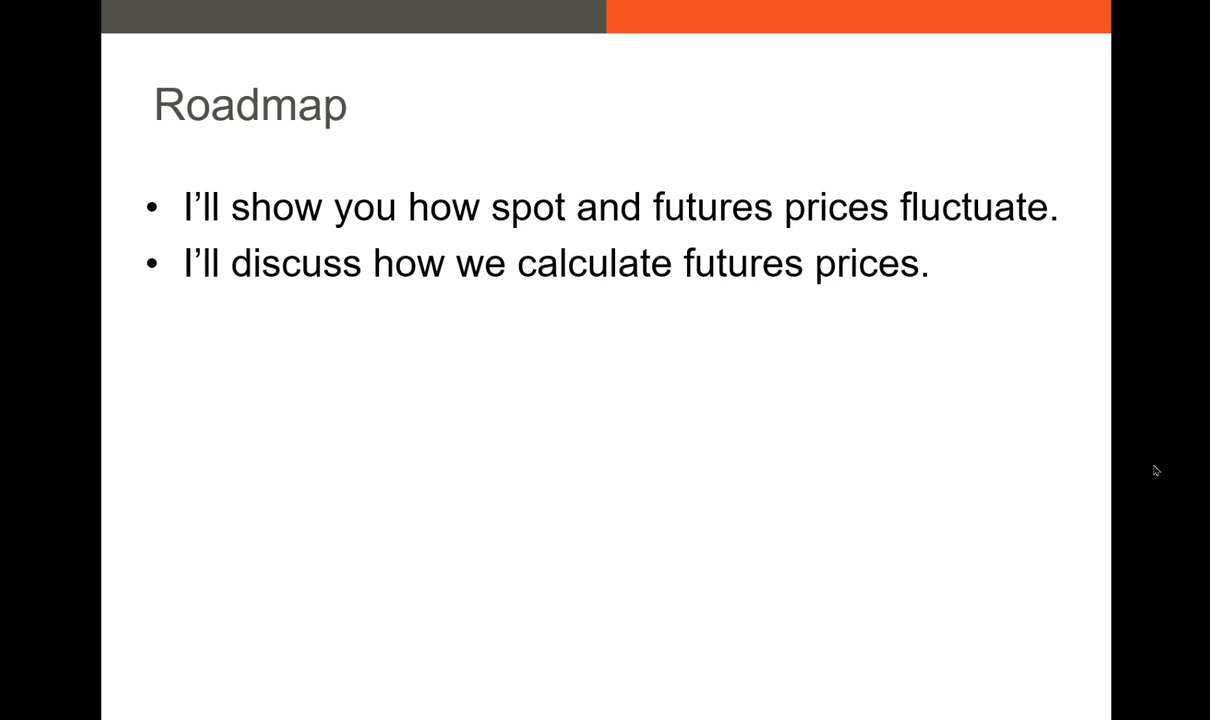 Roadmap
• I’ll show you how spot and futures prices fluctuate.
• I’ll discuss how we calculate futures prices.